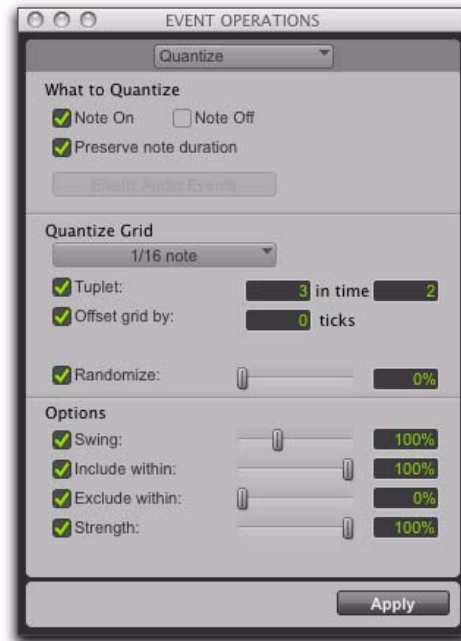 EVENT OPERATIONS
Quantize
What to Quantize
Note On Note Off
Preserve note duration
Elastic Audio Events
Quantize Grid
1/16 note
Tuplet: 3 in time 2
Offset grid by: 0 ticks
Randomize: 0%
Options
Swing: 100%
Include within: 100%
Exclude within: 0%
Strength: 100%
Apply